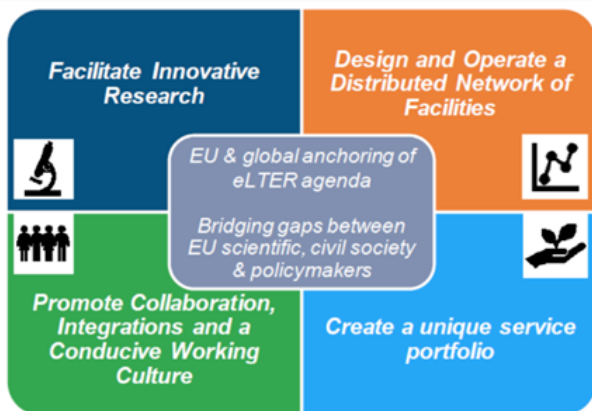 Facilitate Innovative
Research
Design and Operate a
Distributed Network of
Facilities
EU & global anchoring of
eLTER agenda
Bridging gaps between
EU scientific, civil society
& policymakers
Promote Collaboration,
Integrations and a
Conducive Working
Culture
Create a unique service
portfolio